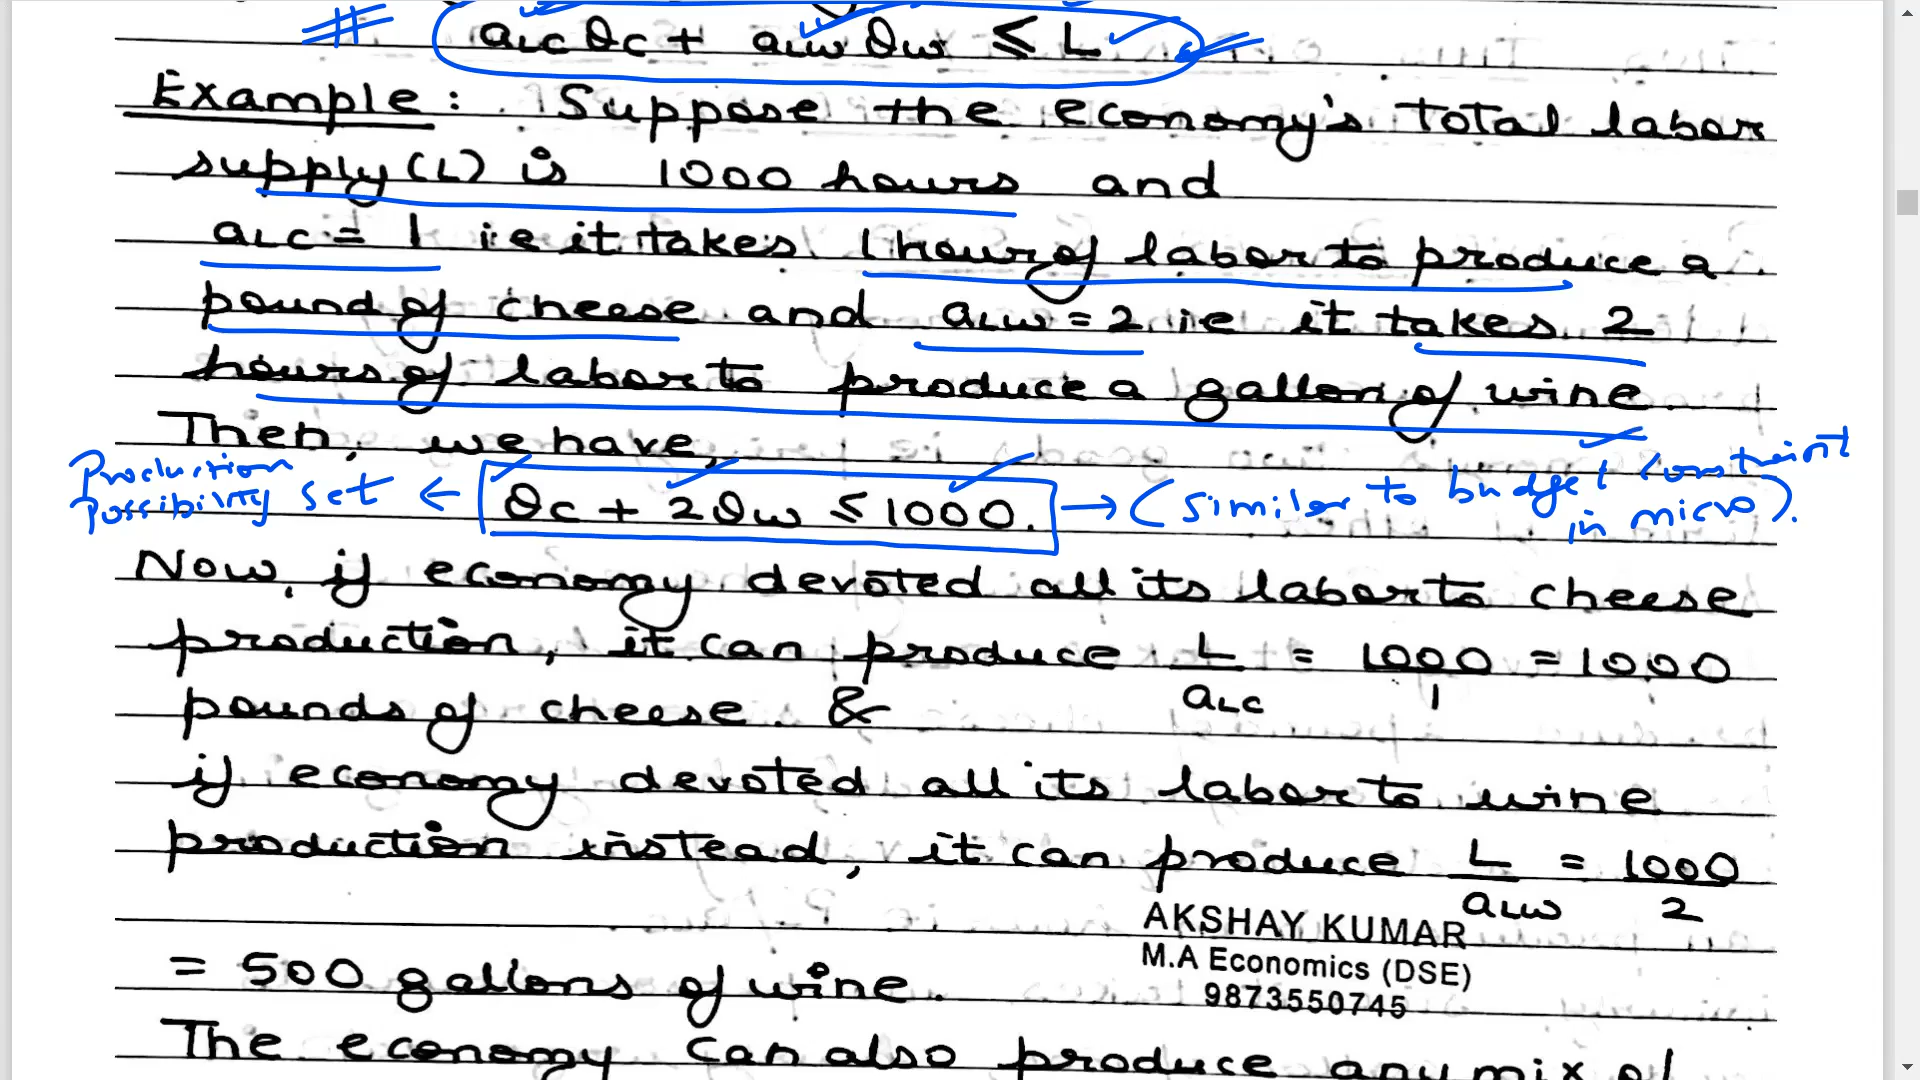 # aLC QC + aLW QW ≤ L
Example: Suppose the economy's total labor
supply (L) is 1000 hours and
aLC = 1 ie it takes 1 hour of labor to produce a
pound of cheese and aLW = 2 ie it takes 2
hours of labor to produce a gallon of wine.
Then, we have,
Production
Possibility set ← QC + 2QW ≤ 1000. → (Similar to budget constraint
in micro).
Now, if economy devoted all its labor to cheese
production, it can produce L/aLC = 1000/1 = 1000
pounds of cheese &
if economy devoted all its labor to wine
production instead, it can produce L/aLW = 1000/2
AKSHAY KUMAR
M.A Economics (DSE)
9873550745
= 500 gallons of wine.
The economy can also produce any mix of